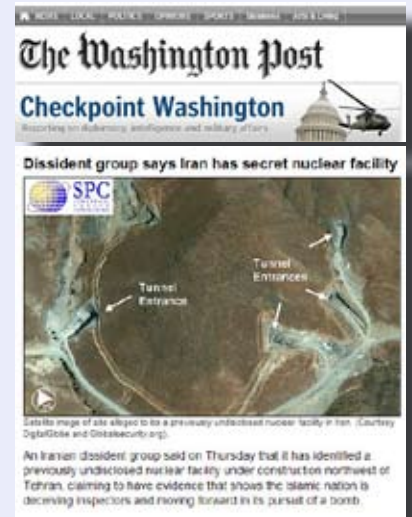 NEWS LOCAL POLITICS OPINIONS SPORTS Business Arts & Living
The Washington Post
Checkpoint Washington
Reporting on diplomacy, intelligence and military affairs
Dissident group says Iran has secret nuclear facility
SPC
Tunnel
Entrance
Tunnel
Entrances
Satellite image of site alleged to be a previously undisclosed nuclear facility in Iran. (Courtesy
DigitalGlobe and Globalsecurity.org).
An Iranian dissident group said on Thursday that it has identified a
previously undisclosed nuclear facility under construction northwest of
Tehran, claiming to have evidence that shows the Islamic nation is
deceiving inspectors and moving forward in its pursuit of a bomb.